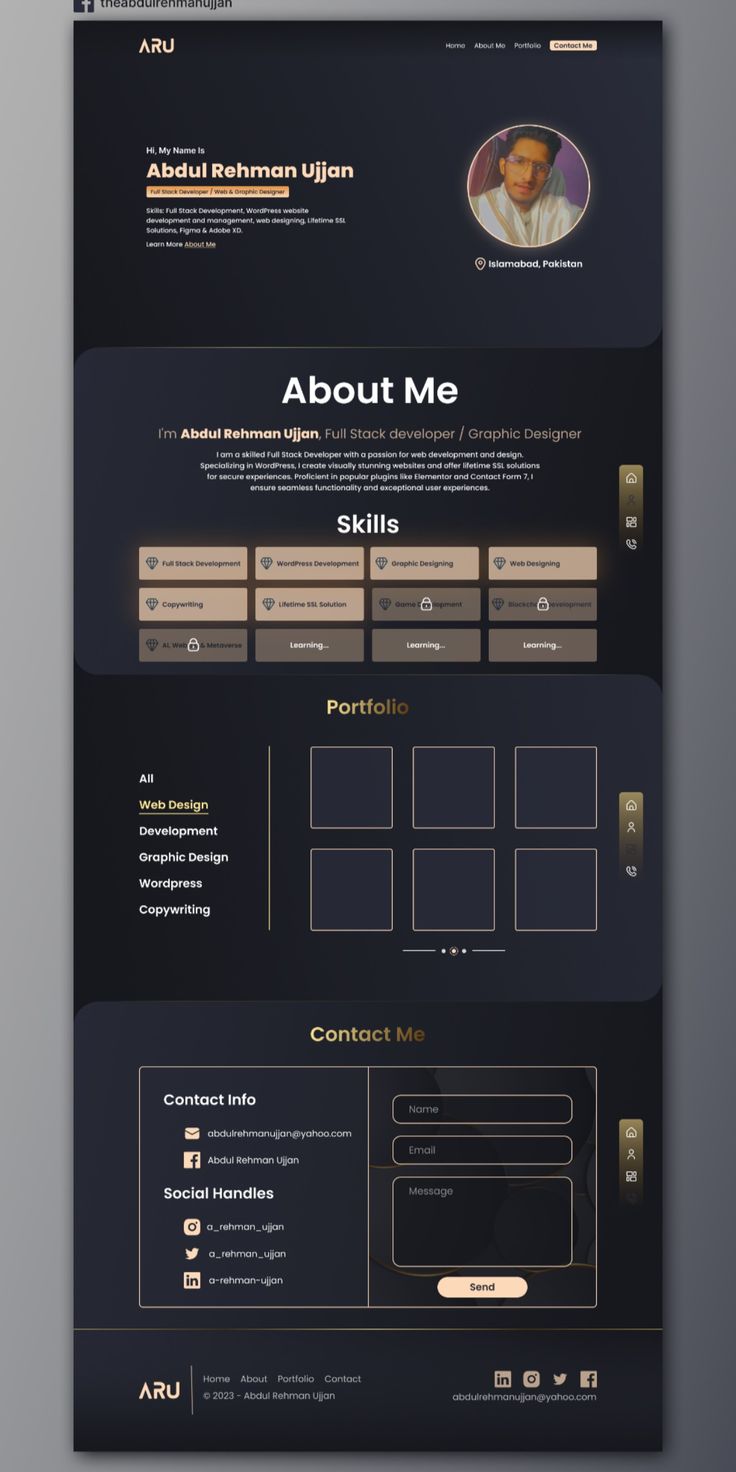 theabdulrehmanujjan
ARU
Home About Me Portfolio Contact Me
Hi, My Name Is
Abdul Rehman Ujjan
Full Stack Developer / Web & Graphic Designer
Skills: Full Stack Development, WordPress website
development and management, web designing, Lifetime SSL
Solutions, Figma & Adobe XD.
Learn More About Me
Islamabad, Pakistan
About Me
I'm Abdul Rehman Ujjan, Full Stack developer / Graphic Designer
I am a skilled Full Stack Developer with a passion for web development and design.
Specializing in WordPress, I create visually stunning websites and offer lifetime SSL solutions
for secure experiences. Proficient in popular plugins like Elementor and Contact Form 7, I
ensure seamless functionality and exceptional user experiences.
Skills
Full Stack Development
WordPress Development
Graphic Designing
Web Designing
Copywriting
Lifetime SSL Solution
Game
& Metaverse
Learning...
Learning...
Learning...
Portfolio
All
Web Design
Development
Graphic Design
Wordpress
Copywriting
Contact Me
Contact Info
abdulrehmanujjan@yahoo.com
Abdul Rehman Ujjan
Social Handles
a_rehman_ujjan
a_rehman_ujjan
a-rehman-ujjan
Name
Email
Message
Send
ARU
Home About Portfolio Contact
© 2023 - Abdul Rehman Ujjan
abdulrehmanujjan@yahoo.com